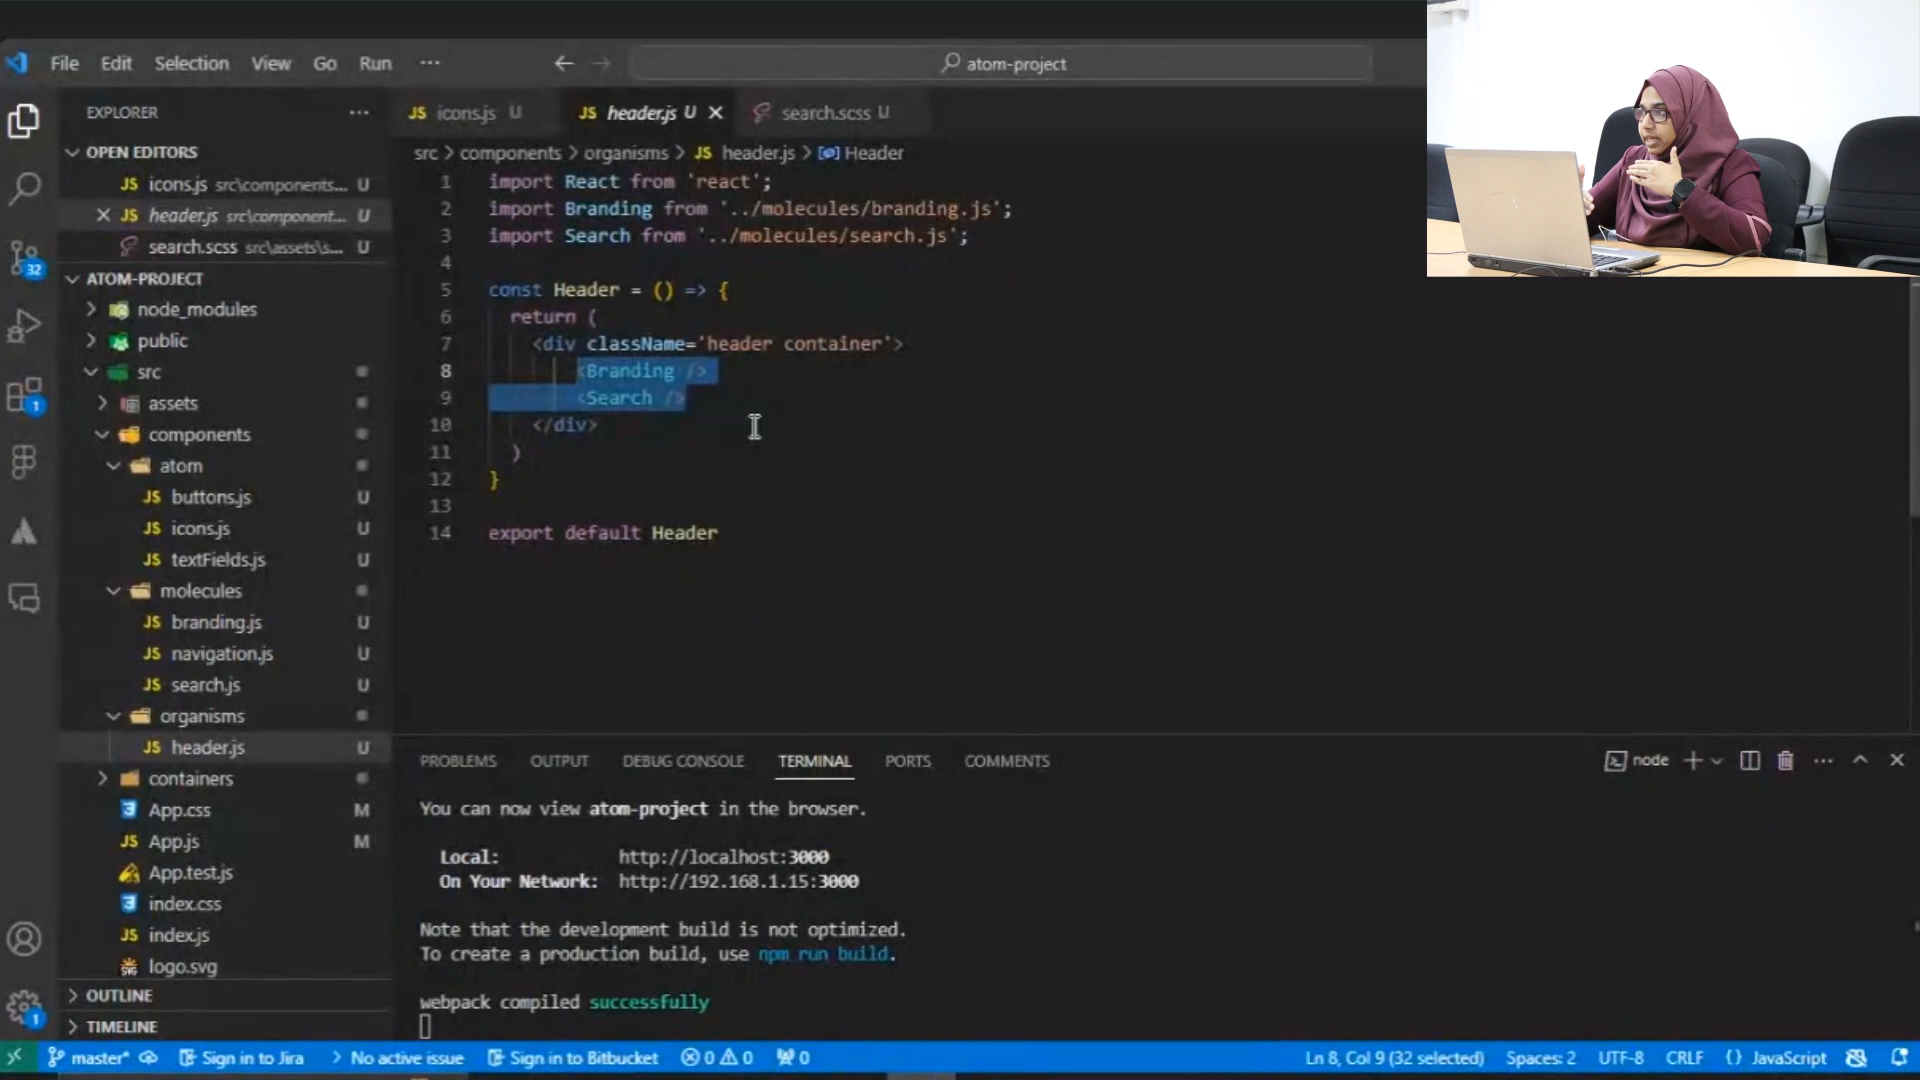 File Edit Selection View Go Run ··· atom-project
EXPLORER ···
OPEN EDITORS
JS icons.js src\components... U
JS header.js src\component... U
search.scss src\assets\s... U
ATOM-PROJECT
node_modules
public
src
assets
components
atom
JS buttons.js U
JS icons.js U
JS textFields.js U
molecules
JS branding.js U
JS navigation.js U
JS search.js U
organisms
JS header.js U
containers
App.css M
JS App.js M
App.test.js
index.css
JS index.js
logo.svg
OUTLINE
TIMELINE
32
1
1
JS icons.js U JS header.js U search.scss U
src > components > organisms > JS header.js > Header
1 import React from 'react';
2 import Branding from '../molecules/branding.js';
3 import Search from '../molecules/search.js';
4
5 const Header = () => {
6 return (
7 <div className='header container'>
8 <Branding />
9 <Search />
10 </div>
11 )
12 }
13
14 export default Header
PROBLEMS OUTPUT DEBUG CONSOLE TERMINAL PORTS COMMENTS node
You can now view atom-project in the browser.
Local: http://localhost:3000
On Your Network: http://192.168.1.15:3000
Note that the development build is not optimized.
To create a production build, use npm run build.
webpack compiled successfully
master* Sign in to Jira No active issue Sign in to Bitbucket 0 0 0 Ln 8, Col 9 (32 selected) Spaces: 2 UTF-8 CRLF {} JavaScript